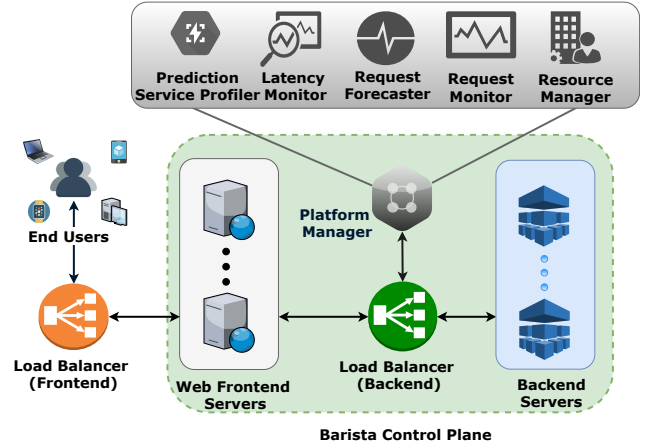 Prediction
Service Profiler
Latency
Monitor
Request
Forecaster
Request
Monitor
Resource
Manager
End Users
Platform
Manager
Load Balancer
(Frontend)
Web Frontend
Servers
Load Balancer
(Backend)
Backend
Servers
Barista Control Plane